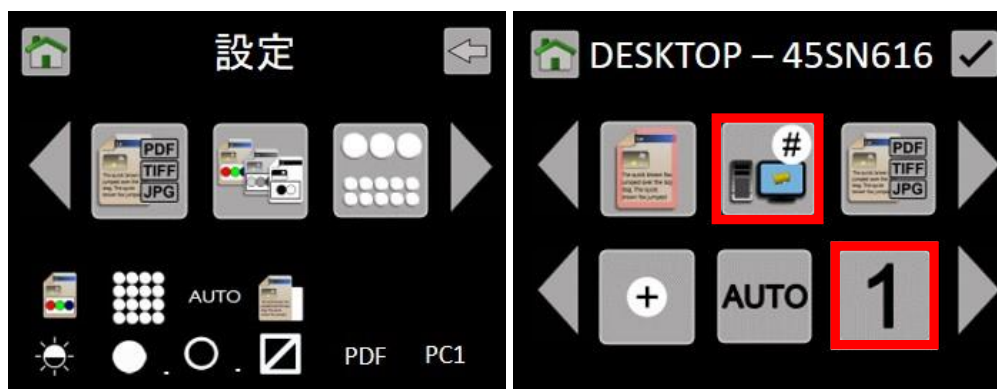 設定
PDF
TIFF
JPG
AUTO
PDF PC1
DESKTOP – 45SN616
#
PDF
TIFF
JPG
+ AUTO 1